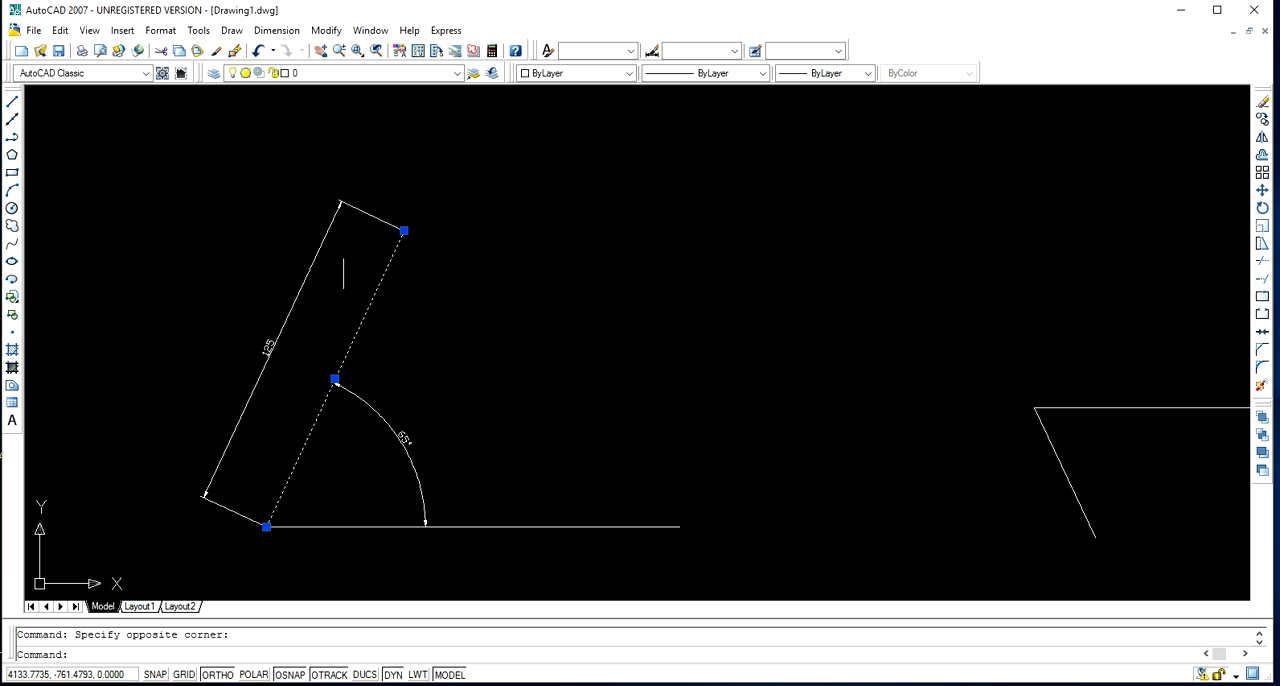 AutoCAD 2007 - UNREGISTERED VERSION - [Drawing1.dwg]
File Edit View Insert Format Tools Draw Dimension Modify Window Help Express
AutoCAD Classic 0 ByLayer ByLayer ByLayer ByColor
125
65°
Y
X
Model Layout1 Layout2
Command: Specify opposite corner:
Command:
4133.7735, -761.4793, 0.0000 SNAP GRID ORTHO POLAR OSNAP OTRACK DUCS DYN LWT MODEL